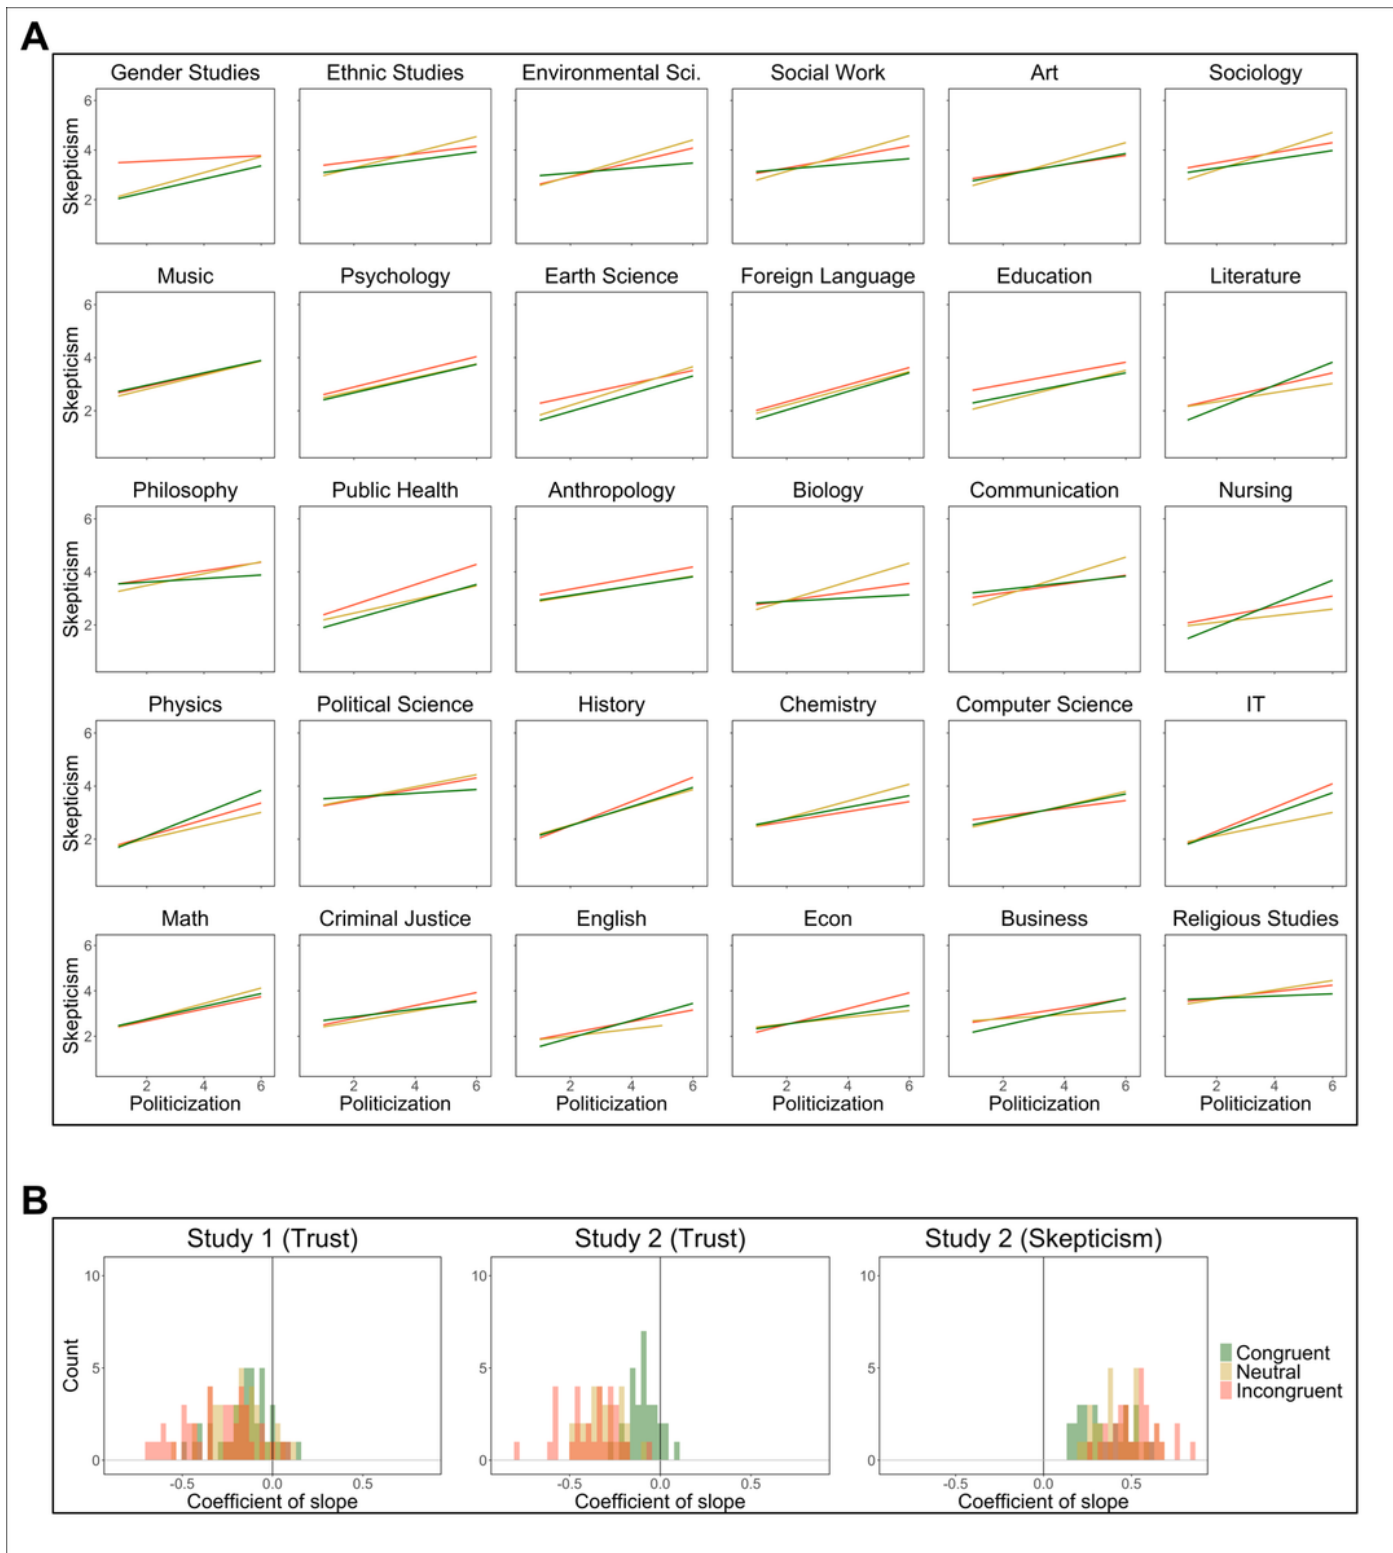 A
Gender Studies Ethnic Studies Environmental Sci. Social Work Art Sociology
6
Skepticism
4
2
Music Psychology Earth Science Foreign Language Education Literature
6
Skepticism
4
2
Philosophy Public Health Anthropology Biology Communication Nursing
6
Skepticism
4
2
Physics Political Science History Chemistry Computer Science IT
6
Skepticism
4
2
Math Criminal Justice English Econ Business Religious Studies
6
Skepticism
4
2
2 4 6 2 4 6 2 4 6 2 4 6 2 4 6 2 4 6
Politicization Politicization Politicization Politicization Politicization Politicization
B
Study 1 (Trust) Study 2 (Trust) Study 2 (Skepticism)
10 10 10
Count
5 5 5
Congruent
Neutral
Incongruent
0 0 0
-0.5 0.0 0.5 -0.5 0.0 0.5 -0.5 0.0 0.5
Coefficient of slope Coefficient of slope Coefficient of slope